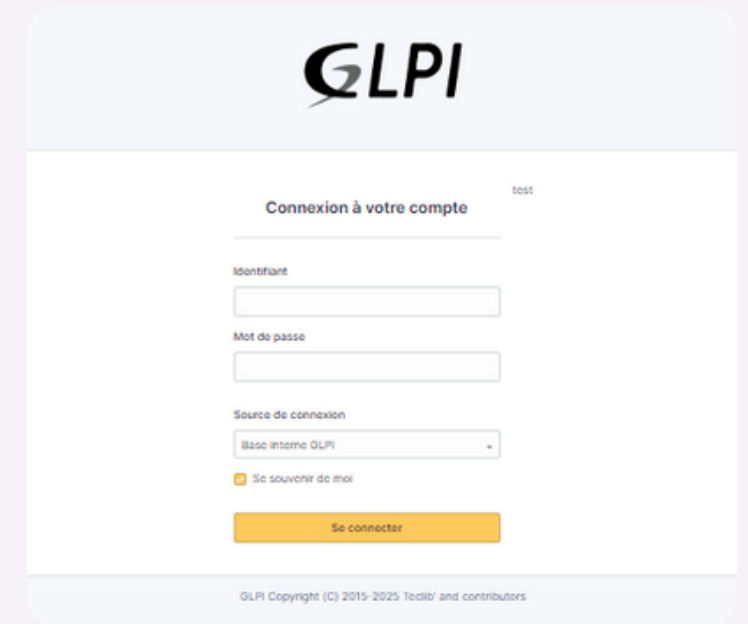 GLPI
test
Connexion à votre compte
Identifiant
Mot de passe
Source de connexion
Base interne GLPI
Se souvenir de moi
Se connecter
GLPI Copyright (C) 2015-2025 Teclib' and contributors